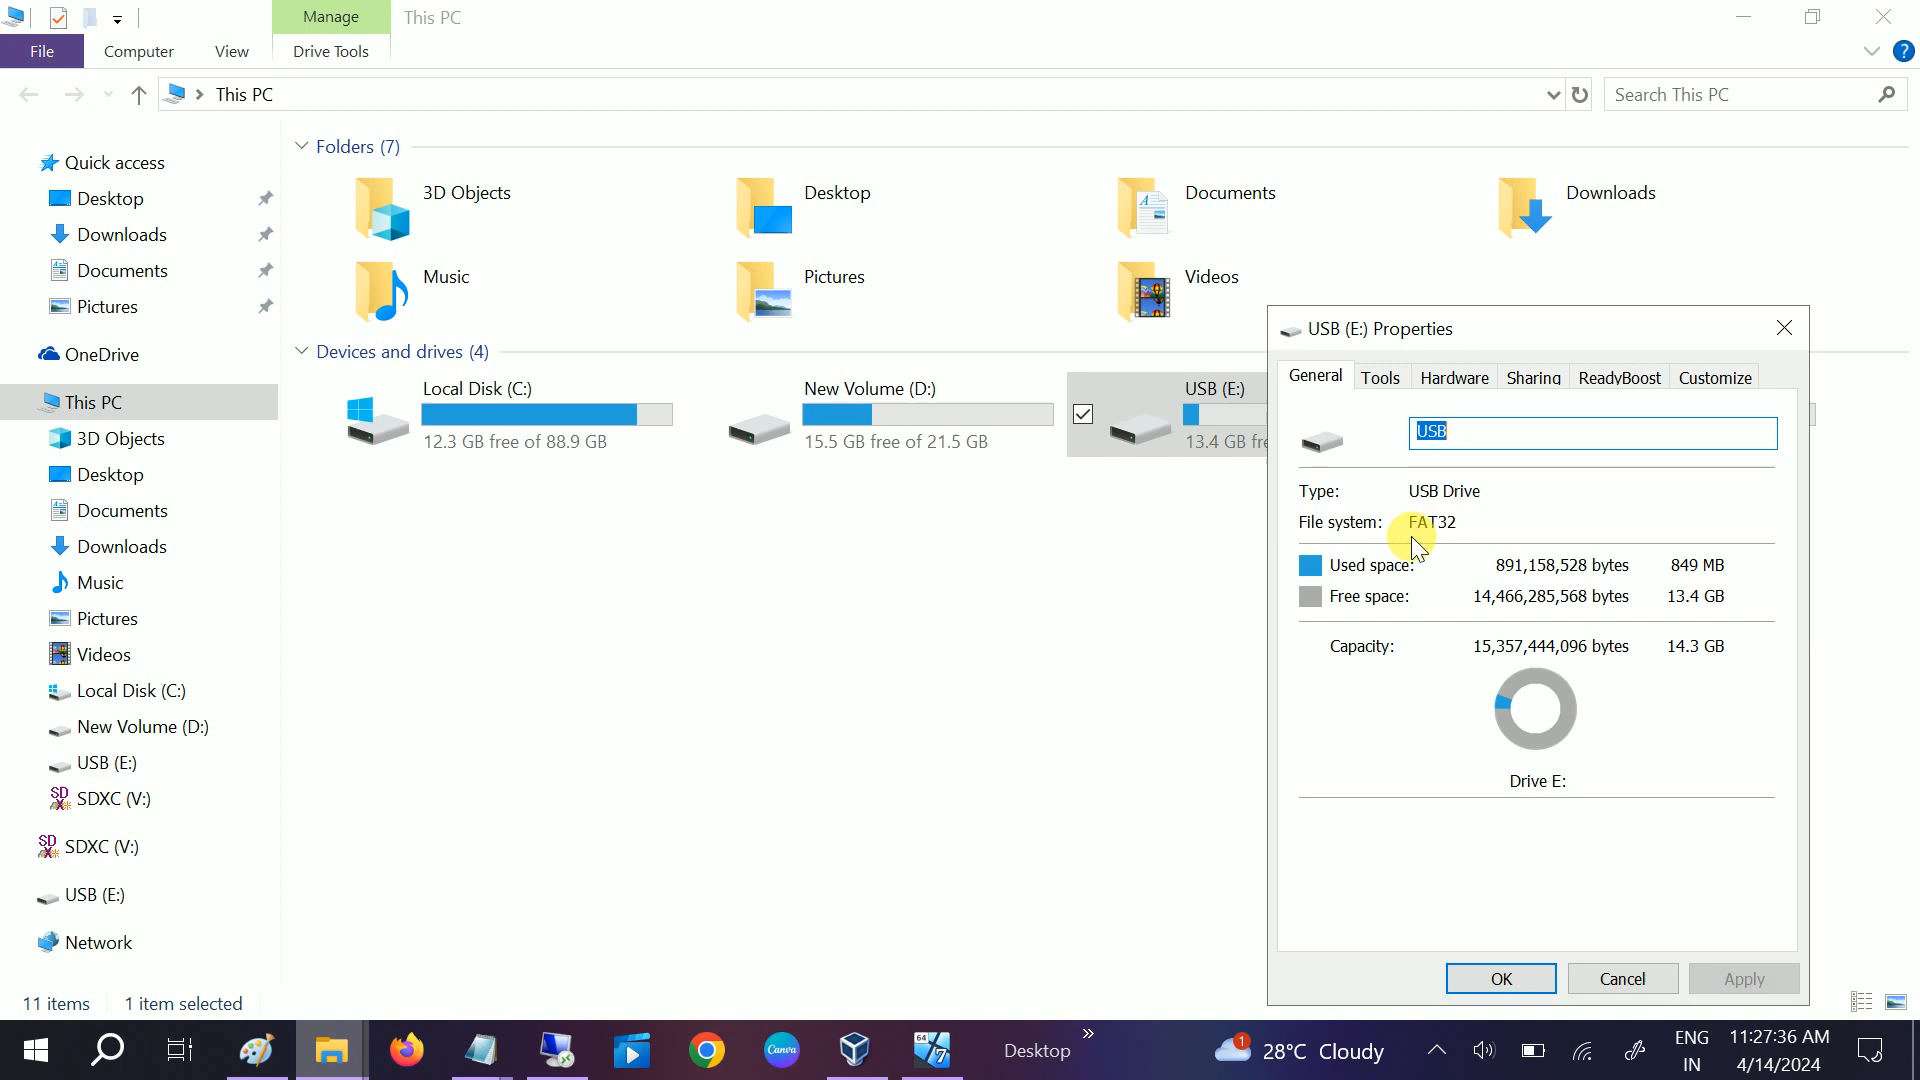 Manage
This PC
File
Computer
View
Drive Tools
This PC
Search This PC
Quick access
Desktop
Downloads
Documents
Pictures
OneDrive
This PC
3D Objects
Desktop
Documents
Downloads
Music
Pictures
Videos
Local Disk (C:)
New Volume (D:)
USB (E:)
SDXC (V:)
SDXC (V:)
USB (E:)
Network
Folders (7)
3D Objects
Desktop
Documents
Downloads
Music
Pictures
Videos
Devices and drives (4)
Local Disk (C:)
12.3 GB free of 88.9 GB
New Volume (D:)
15.5 GB free of 21.5 GB
USB (E:)
13.4 GB fre
USB (E:) Properties
General Tools Hardware Sharing ReadyBoost Customize
USB
Type: USB Drive
File system: FAT32
Used space: 891,158,528 bytes 849 MB
Free space: 14,466,285,568 bytes 13.4 GB
Capacity: 15,357,444,096 bytes 14.3 GB
Drive E:
OK Cancel Apply
11 items 1 item selected
Canva
64
7
Desktop
1
28°C Cloudy
ENG
IN
11:27:36 AM
4/14/2024